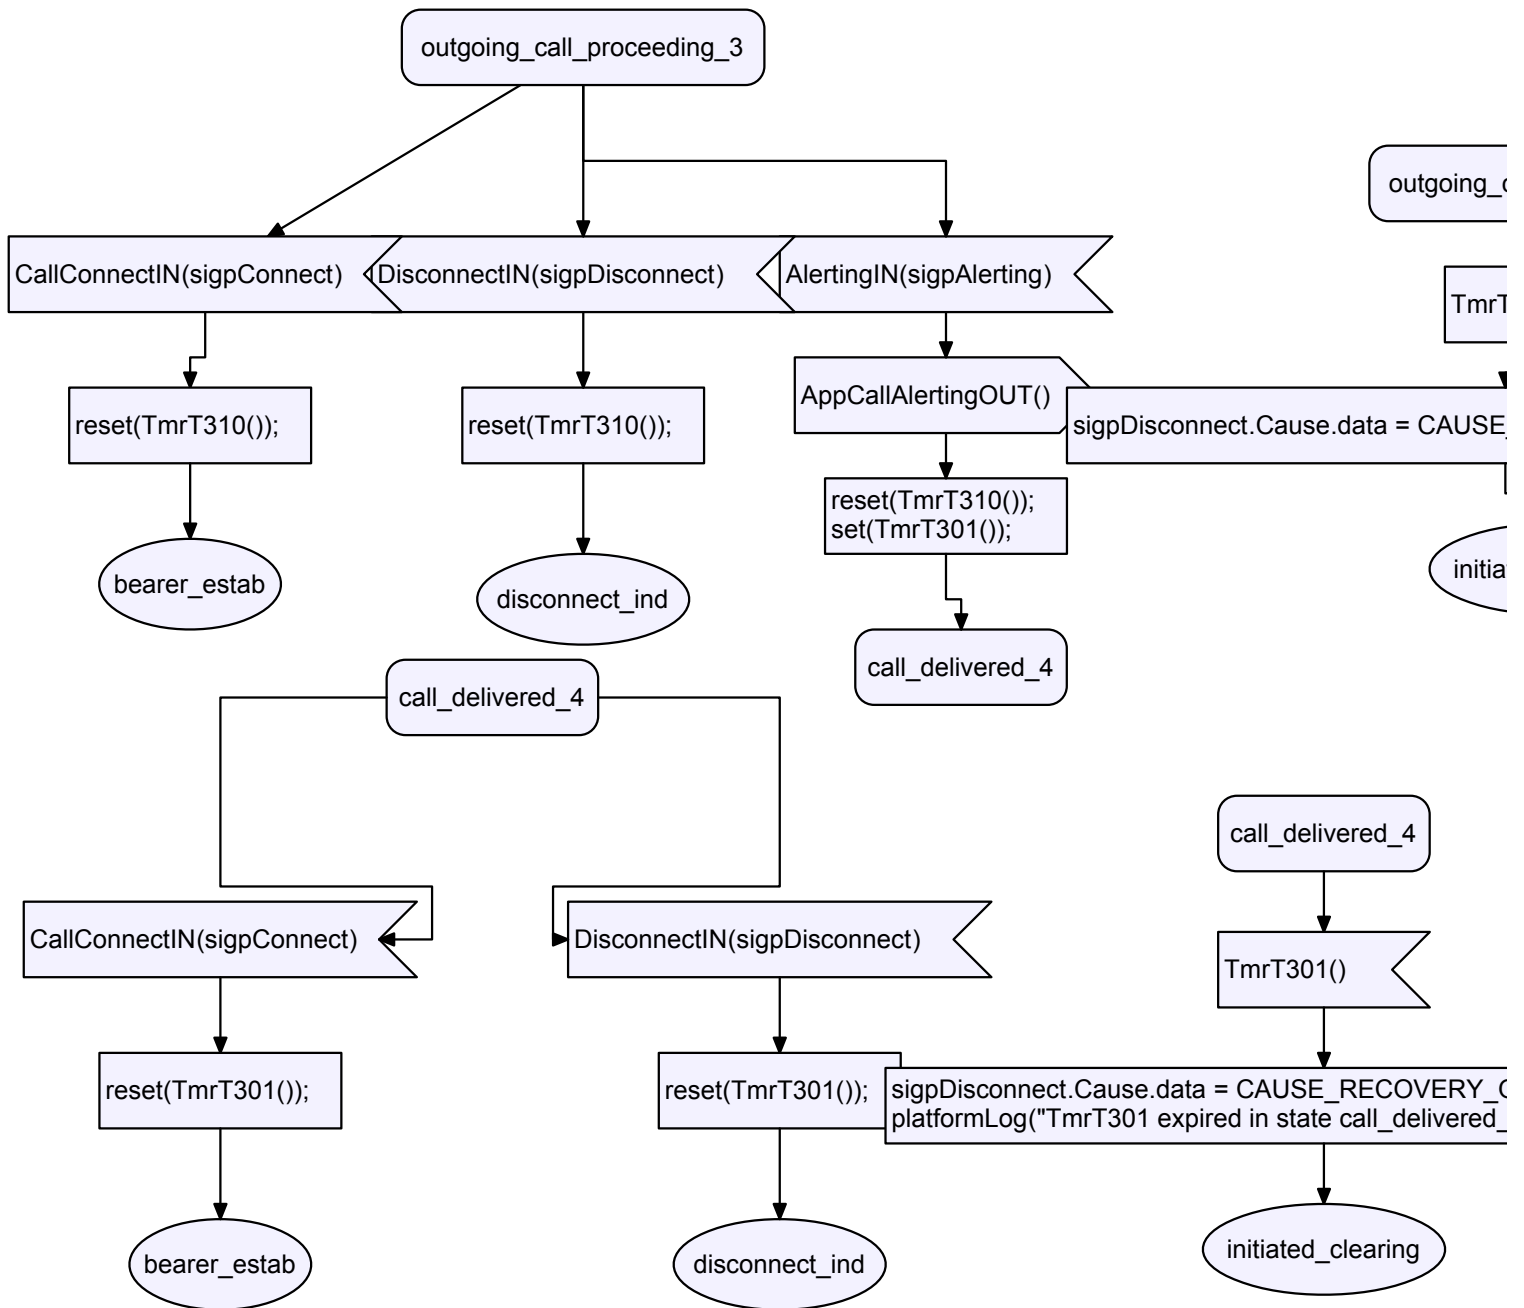 outgoing_call_proceeding_3
outgoing_
CallConnectIN(sigpConnect)
DisconnectIN(sigpDisconnect)
AlertingIN(sigpAlerting)
TmrT
reset(TmrT310());
reset(TmrT310());
AppCallAlertingOUT()
sigpDisconnect.Cause.data = CAUSE_
reset(TmrT310());
set(TmrT301());
bearer_estab
disconnect_ind
initia
call_delivered_4
call_delivered_4
call_delivered_4
CallConnectIN(sigpConnect)
DisconnectIN(sigpDisconnect)
TmrT301()
reset(TmrT301());
reset(TmrT301());
sigpDisconnect.Cause.data = CAUSE_RECOVERY_
platformLog("TmrT301 expired in state call_delivered_
bearer_estab
disconnect_ind
initiated_clearing